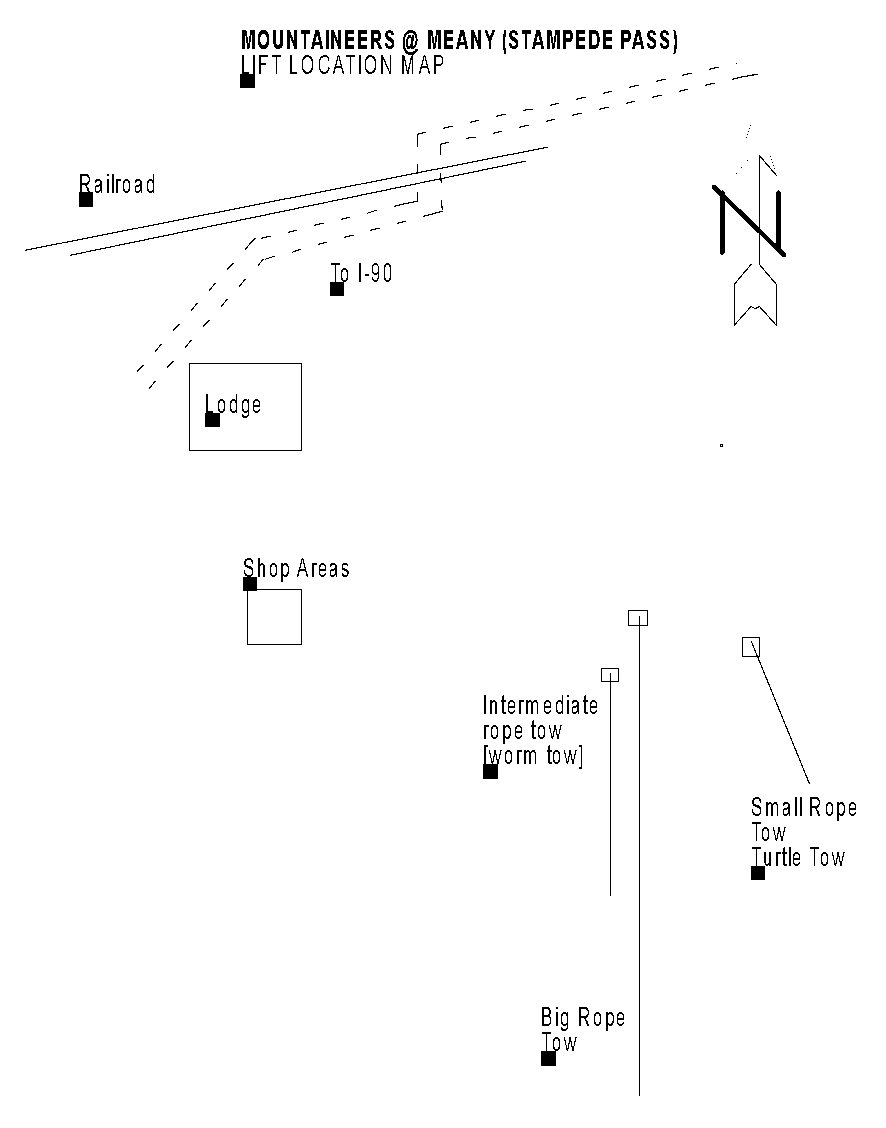 MOUNTAINEERS @ MEANY (STAMPEDE PASS)
LIFT LOCATION MAP
Railroad
N
To I-90
Lodge
Shop Areas
Intermediate
rope tow
[worm tow]
Small Rope
Tow
Turtle Tow
Big Rope
Tow